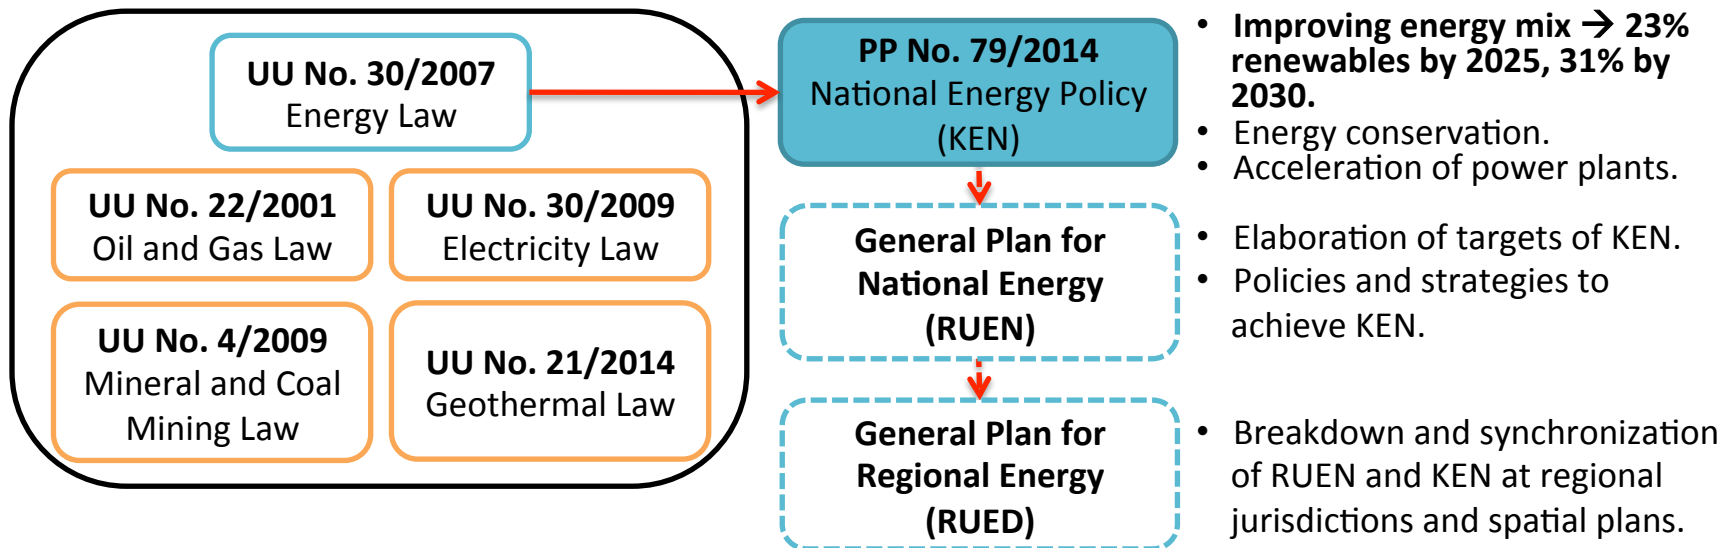 UU No. 30/2007
Energy Law
UU No. 22/2001
Oil and Gas Law
UU No. 30/2009
Electricity Law
UU No. 4/2009
Mineral and Coal
Mining Law
UU No. 21/2014
Geothermal Law
PP No. 79/2014
National Energy Policy
(KEN)
• Improving energy mix → 23%
renewables by 2025, 31% by
2030.
• Energy conservation.
• Acceleration of power plants.
General Plan for
National Energy
(RUEN)
• Elaboration of targets of KEN.
• Policies and strategies to
achieve KEN.
General Plan for
Regional Energy
(RUED)
• Breakdown and synchronization
of RUEN and KEN at regional
jurisdictions and spatial plans.